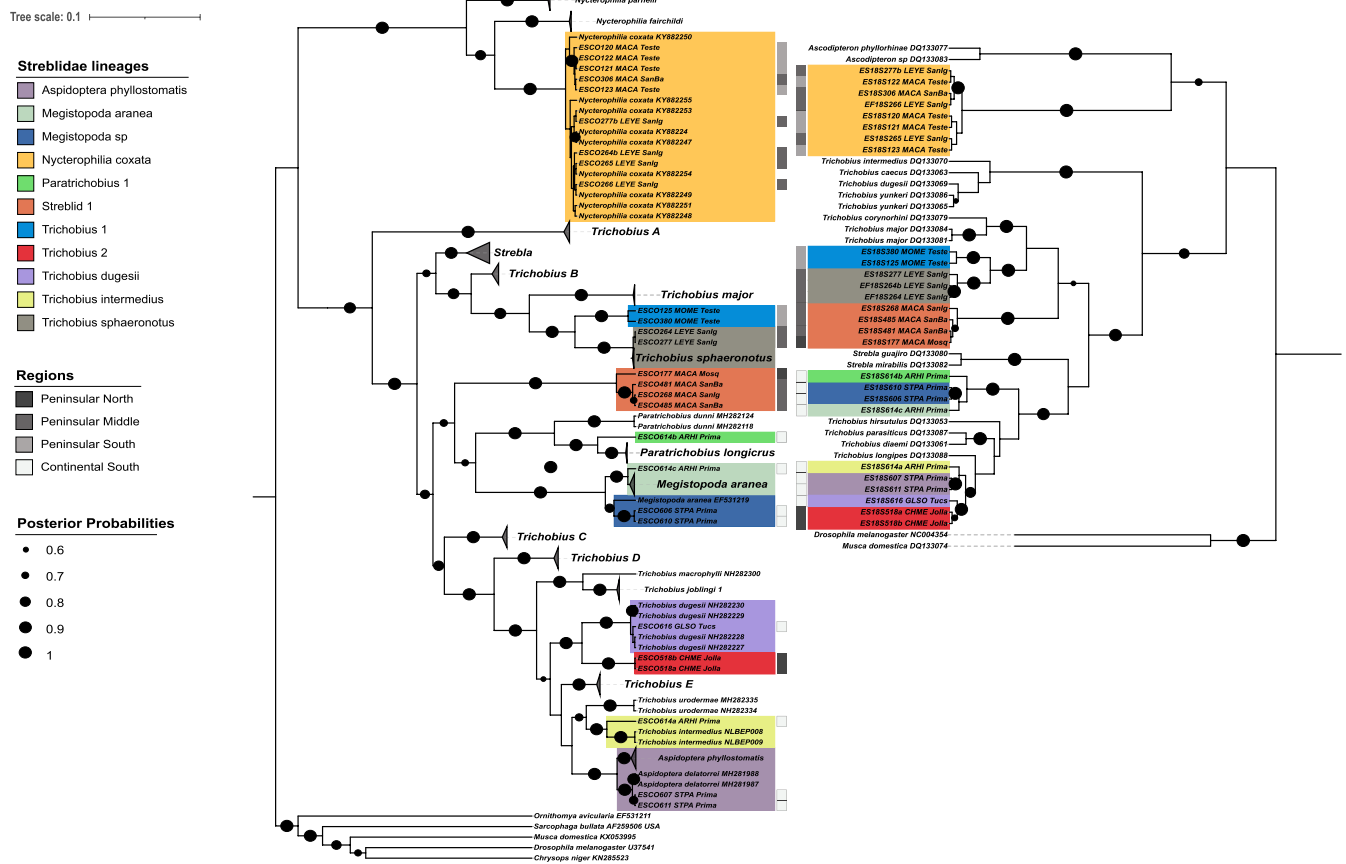 Tree scale: 0.1
Streblidae lineages
Aspidoptera phyllostomatis
Megistopoda aranea
Megistopoda sp
Nycterophilia coxata
Paratrichobius 1
Streblid 1
Trichobius 1
Trichobius 2
Trichobius dugesii
Trichobius intermedius
Trichobius sphaeronotus
Regions
Peninsular North
Peninsular Middle
Peninsular South
Continental South
Posterior Probabilities
0.6
0.7
0.8
0.9
1
Nycterophilia parnelli
Nycterophilia fairchildi
Nycterophilia coxata KY882250
ESCO120 MACA Teste
ESCO122 MACA Teste
ESCO121 MACA Teste
ESCO306 MACA SanBa
ESCO123 MACA Teste
Nycterophilia coxata KY882255
Nycterophilia coxata KY882253
ESCO277b LEYE SanIg
Nycterophilia coxata KY88224
Nycterophilia coxata KY882247
ESCO264b LEYE SanIg
ESCO265 LEYE SanIg
Nycterophilia coxata KY882254
ESCO266 LEYE SanIg
Nycterophilia coxata KY882249
Nycterophilia coxata KY882251
Nycterophilia coxata KY882248
Trichobius A
Strebla
Trichobius B
Trichobius major
ESCO125 MOME Teste
ESCO380 MOME Teste
ESCO264 LEYE SanIg
ESCO277 LEYE SanIg
Trichobius sphaeronotus
ESCO177 MACA Mosq
ESCO481 MACA SanBa
ESCO268 MACA SanIg
ESCO485 MACA SanBa
Paratrichobius dunni MH282124
Paratrichobius dunni MH282118
ESCO614b ARHI Prima
Paratrichobius longicrus
ESCO614c ARHI Prima
Megistopoda aranea
Megistopoda aranea EF531219
ESCO606 STPA Prima
ESCO610 STPA Prima
Trichobius C
Trichobius D
Trichobius macrophylli NH282300
Trichobius joblingi 1
Trichobius dugesii NH282230
Trichobius dugesii NH282229
ESCO616 GLSO Tucs
Trichobius dugesii NH282228
Trichobius dugesii NH282227
ESCO518b CHME Jolla
ESCO518a CHME Jolla
Trichobius E
Trichobius urodermae MH282335
Trichobius urodermae NH282334
ESCO614a ARHI Prima
Trichobius intermedius NLBEP008
Trichobius intermedius NLBEP009
Aspidoptera phyllostomatis
Aspidoptera delatorrei MH281988
Aspidoptera delatorrei MH281987
ESCO607 STPA Prima
ESCO611 STPA Prima
Ornithomya avicularia EF531211
Sarcophaga bullata AF259506 USA
Musca domestica KX053995
Drosophila melanogaster U37541
Chrysops niger KN285523
Ascodipteron phyllorhinae DQ133077
Ascodipteron sp DQ133083
ES18S277b LEYE SanIg
ES18S122 MACA Teste
ES18S306 MACA SanBa
EF18S266 LEYE SanIg
ES18S120 MACA Teste
ES18S121 MACA Teste
ES18S265 LEYE SanIg
ES18S123 MACA Teste
Trichobius intermedius DQ133070
Trichobius caecus DQ133063
Trichobius dugesii DQ133069
Trichobius yunkeri DQ133086
Trichobius yunkeri DQ133065
Trichobius corynorhini DQ133079
Trichobius major DQ133084
Trichobius major DQ133081
ES18S380 MOME Teste
ES18S125 MOME Teste
ES18S277 LEYE SanIg
EF18S264b LEYE SanIg
EF18S264 LEYE SanIg
ES18S268 MACA SanIg
ES18S485 MACA SanBa
ES18S481 MACA SanBa
ES18S177 MACA Mosq
Strebla guajiro DQ133080
Strebla mirabilis DQ133082
ES18S614b ARHI Prima
ES18S610 STPA Prima
ES18S606 STPA Prima
ES18S614c ARHI Prima
Trichobius hirsutulus DQ133053
Trichobius parasiticus DQ133087
Trichobius diaemi DQ133061
Trichobius longipes DQ133088
ES18S614a ARHI Prima
ES18S607 STPA Prima
ES18S611 STPA Prima
ES18S616 GLSO Tucs
ES18S518a CHME Jolla
ES18S518b CHME Jolla
Drosophila melanogaster NC004354
Musca domestica DQ133074